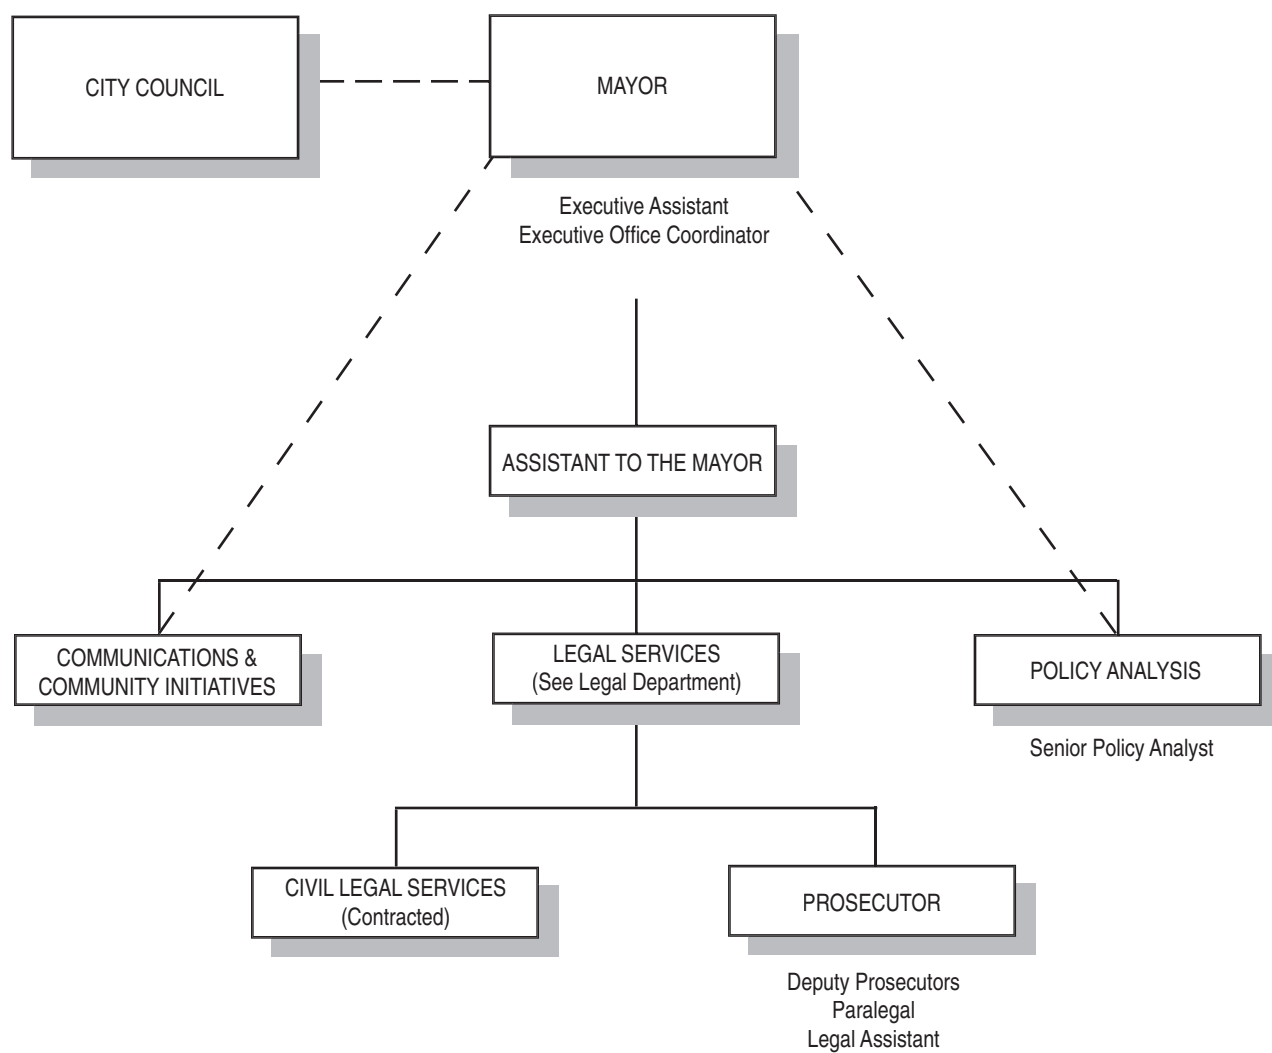 CITY COUNCIL
MAYOR
Executive Assistant
Executive Office Coordinator
ASSISTANT TO THE MAYOR
COMMUNICATIONS &
COMMUNITY INITIATIVES
LEGAL SERVICES
(See Legal Department)
POLICY ANALYSIS
Senior Policy Analyst
CIVIL LEGAL SERVICES
(Contracted)
PROSECUTOR
Deputy Prosecutors
Paralegal
Legal Assistant